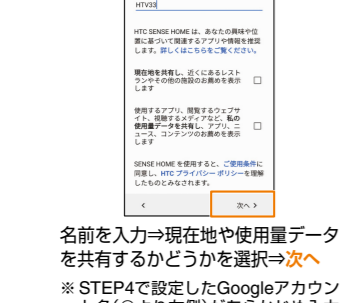 HTV33
HTC SENSE HOME は、あなたの興味や位
置に基づいて関連するアプリや情報を推奨
します。詳しくはこちらをご覧ください。
現在地を共有し、近くにあるレスト
ランやその他の施設のお薦めを表示
します
使用するアプリ、閲覧するウェブサ
イト、視聴するメディアなど、私の
使用量データを共有し、アプリ、ニ
ュース、コンテンツのお薦めを表示
します
SENSE HOME を使用すると、ご使用条件に
同意し、HTC プライバシー ポリシーを理解
したものとみなされます。
< 次へ >
名前を入力⇒現在地や使用量データ
を共有するかどうかを選択⇒次へ
※ STEP4で設定したGoogleアカウン